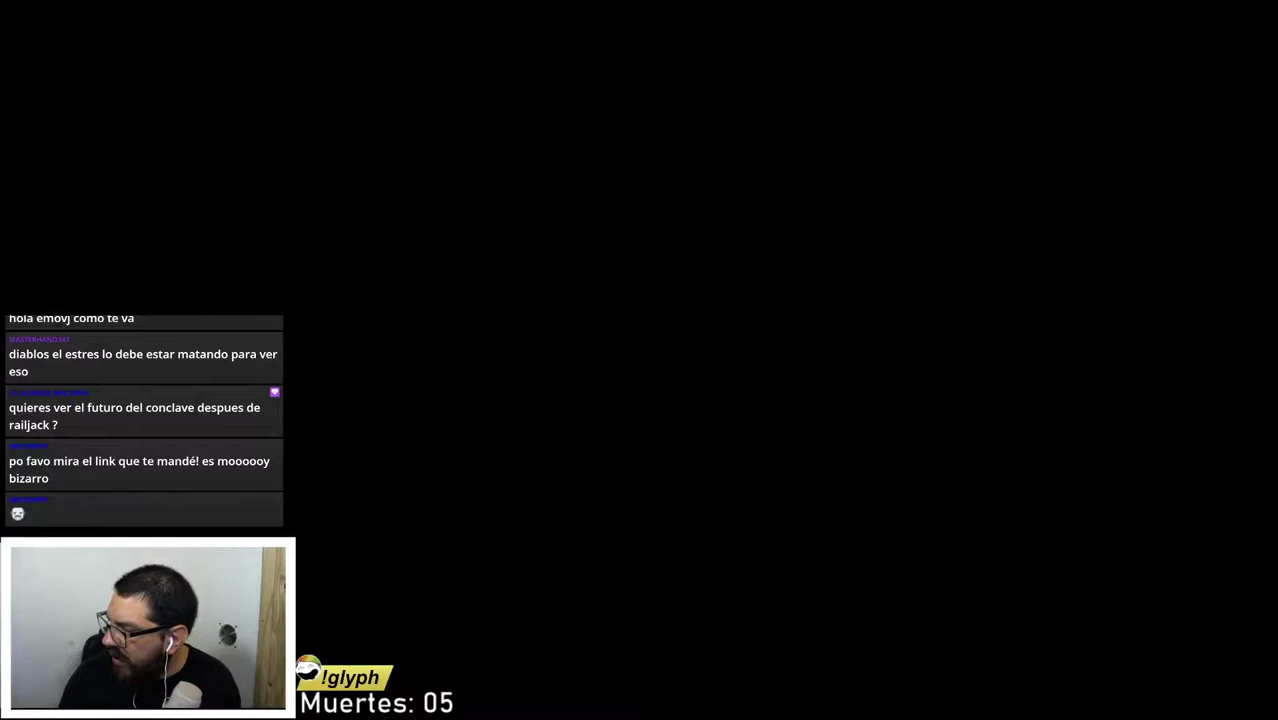 hola emovj como te va
MASTERHAND343
diablos el estres lo debe estar matando para ver
eso
quieres ver el futuro del conclave despues de
railjack ?
po favo mira el link que te mandé! es moooooy
bizarro
!glyph
Muertes: 05